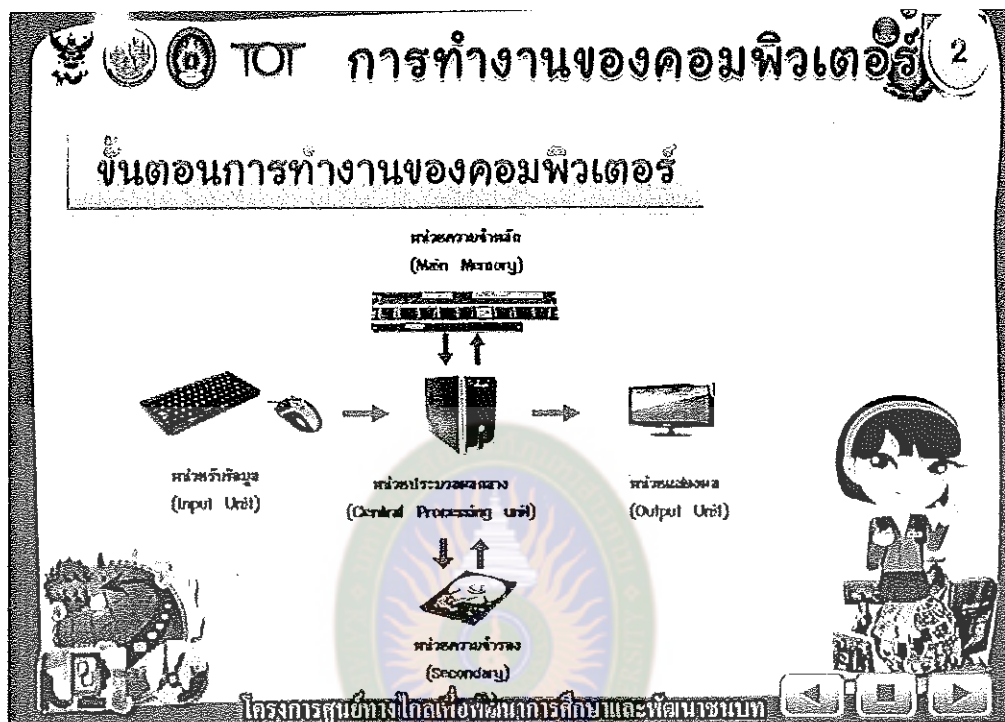 TOT
การทำงานของคอมพิวเตอร์
2
ขั้นตอนการทำงานของคอมพิวเตอร์
หน่วยความจำหลัก
(Main Memory)
หน่วยรับข้อมูล
(Input Unit)
หน่วยประมวลผลกลาง
(Central Processing unit)
หน่วยแสดงผล
(Output Unit)
หน่วยความจำรอง
(Secondary)
โครงการศูนย์ทางไกลเพื่อพัฒนาการศึกษาและพัฒนาชนบท